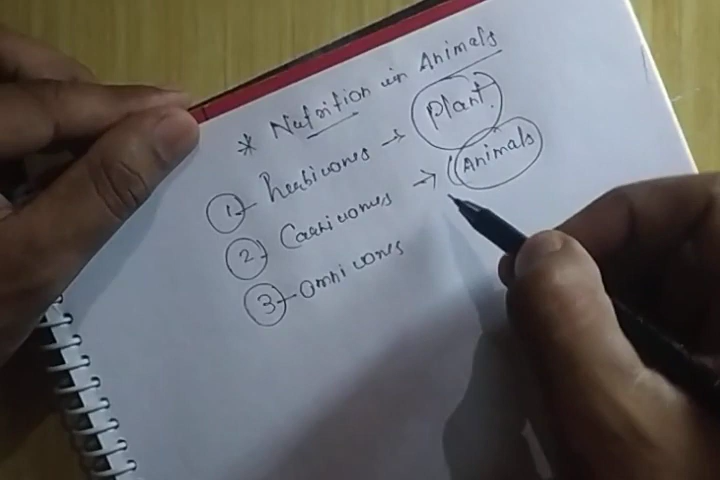 * Nutrition in Animals
1 Herbivores → Plant.
2 Carnivores → Animals
3 - omnivores